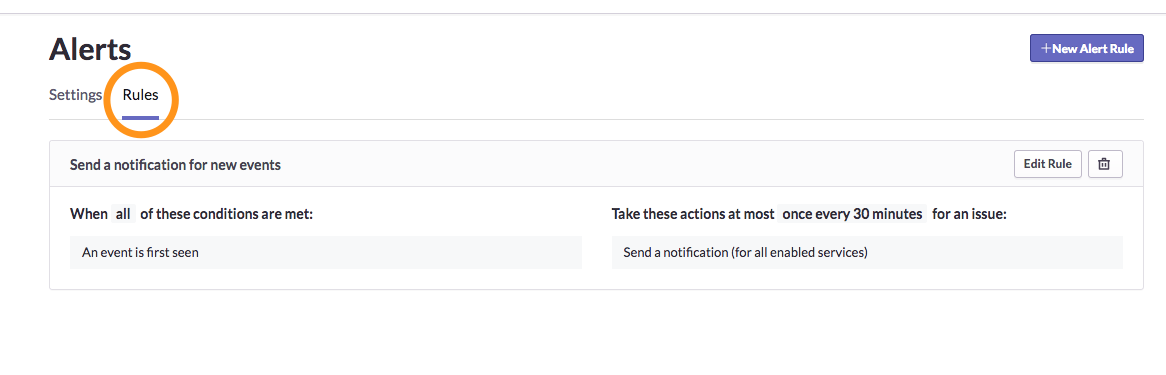 Alerts
+New Alert Rule
Settings Rules
Send a notification for new events
Edit Rule
When all of these conditions are met:
Take these actions at most once every 30 minutes for an issue:
An event is first seen
Send a notification (for all enabled services)